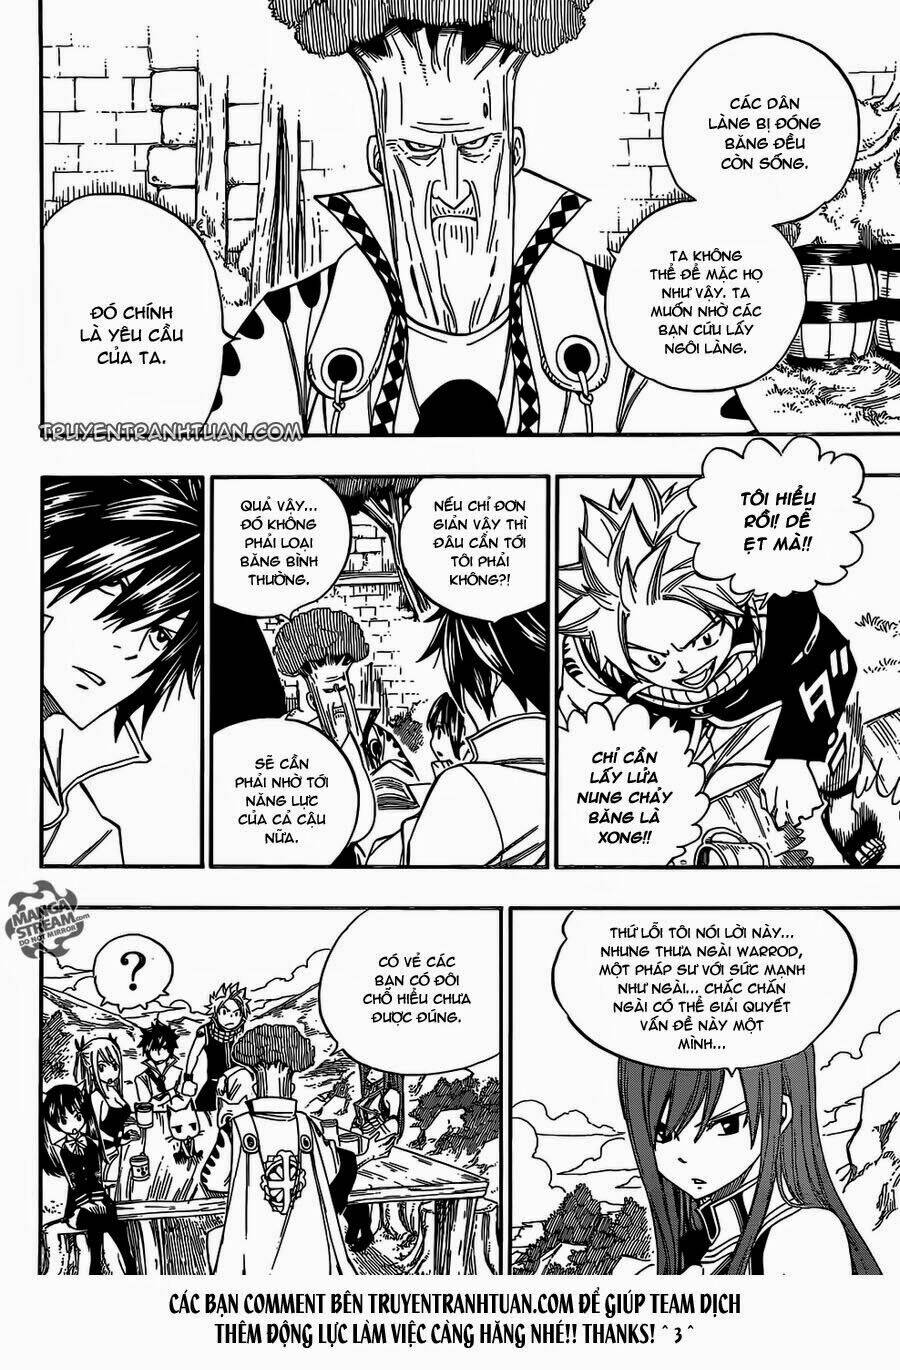 CÁC DÂN
LÀNG BỊ ĐÓNG
BĂNG ĐỀU
CÒN SỐNG.
TA KHÔNG
THỂ ĐỂ MẶC HỌ
NHƯ VẬY. TA
MUỐN NHỜ CÁC
BẠN CỨU LẤY
NGÔI LÀNG.
ĐÓ CHÍNH
LÀ YÊU CẦU
CỦA TA.
TRUYENTRANHTUAN.COM
TÔI HIỂU
RỒI! DỄ
ẸT MÀ!!
CHỈ CẦN
LẤY LỬA
NUNG CHẢY
BĂNG LÀ
XONG!!
NẾU CHỈ ĐƠN
GIẢN VẬY THÌ
ĐÂU CẦN TỚI
TÔI PHẢI
KHÔNG?!
QUẢ VẬY...
ĐÓ KHÔNG
PHẢI LOẠI
BĂNG BÌNH
THƯỜNG.
SẼ CẦN
PHẢI NHỜ TỚI
NĂNG LỰC
CỦA CẢ CẬU
NỮA.
THỨ LỖI TÔI NÓI LỜI NÀY...
NHƯNG THƯA NGÀI WARROD,
MỘT PHÁP SƯ VỚI SỨC MẠNH
NHƯ NGÀI... CHẮC CHẮN
NGÀI CÓ THỂ GIẢI QUYẾT
VẤN ĐỀ NÀY MỘT
MÌNH...
CÓ VẺ CÁC
BẠN CÓ ĐÔI
CHỖ HIỂU CHƯA
ĐƯỢC ĐÚNG.
?
MANGA
STREAM.com
DO NOT MIRROR!
CÁC BẠN COMMENT BÊN TRUYENTRANHTUAN.COM ĐỂ GIÚP TEAM DỊCH
THÊM ĐỘNG LỰC LÀM VIỆC CÀNG HĂNG NHÉ!! THANKS! ^3^